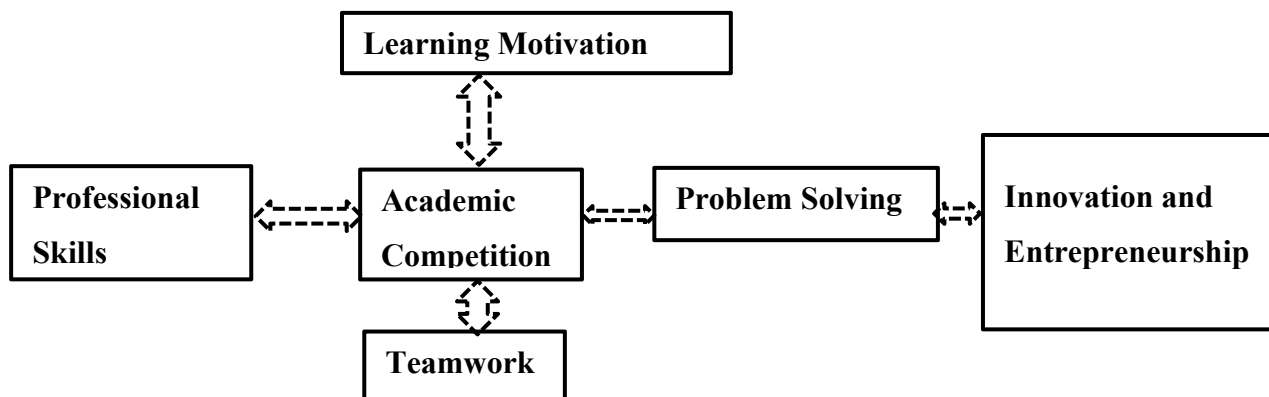 Learning Motivation
Professional
Skills
Academic
Competition
Problem Solving
Innovation and
Entrepreneurship
Teamwork